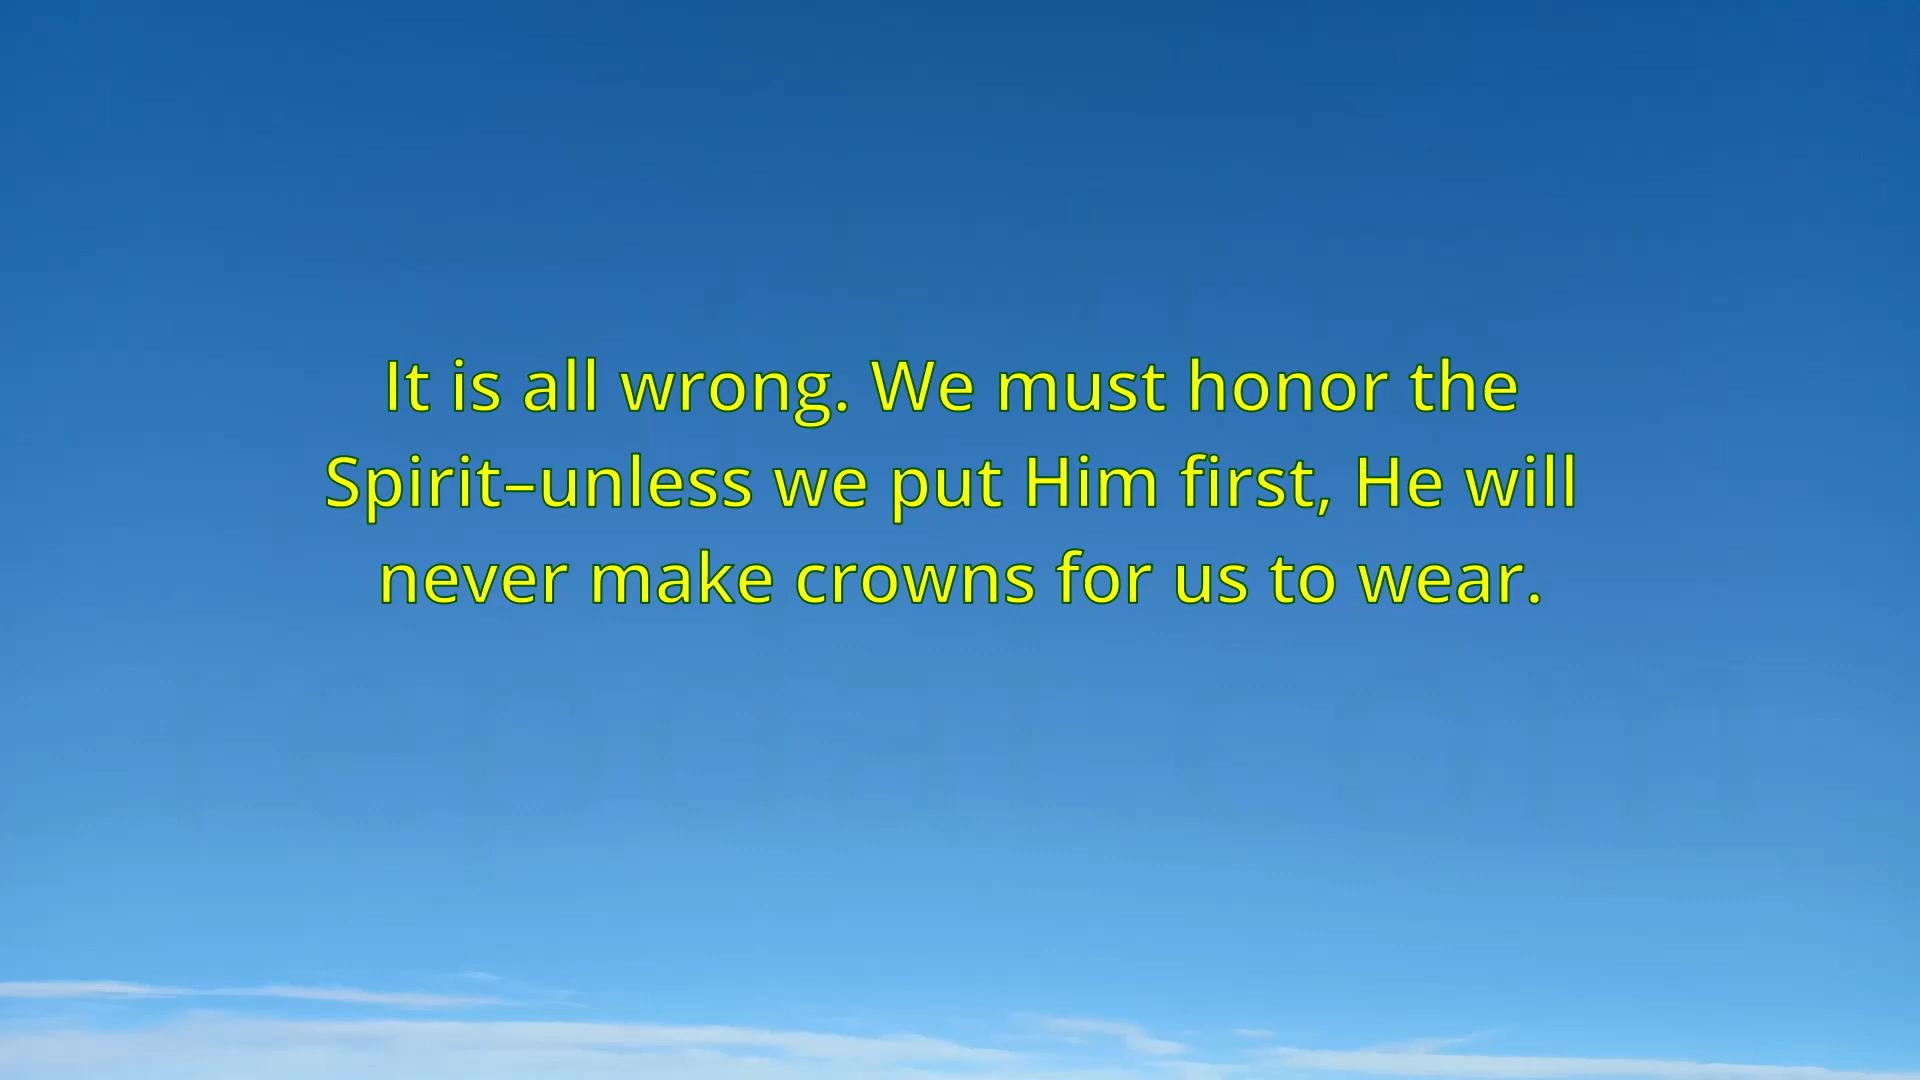 It is all wrong. We must honor the
Spirit–unless we put Him first, He will
never make crowns for us to wear.